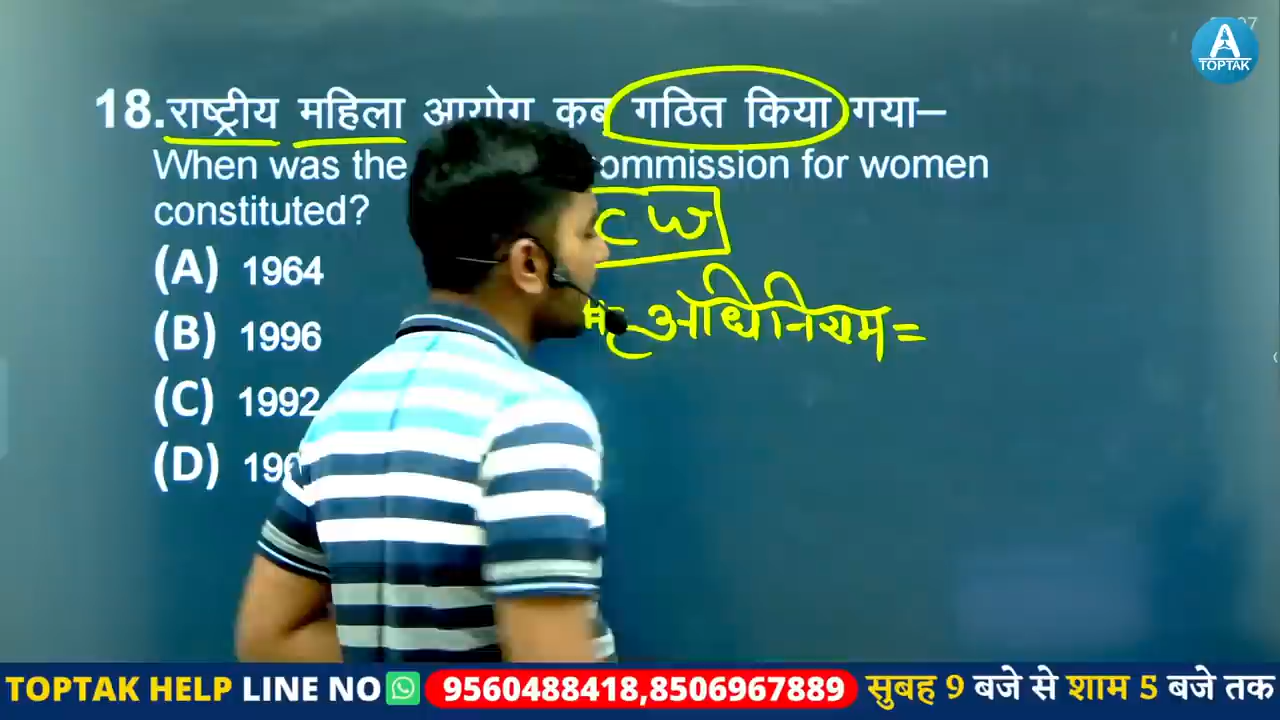 A
TOPTAK
18. राष्ट्रीय महिला आयोग कब गठित किया गया–
When was the ommission for women
constituted?
CW
(A) 1964
अधिनियम =
(B) 1996
(C) 1992
(D)
TOPTAK HELP LINE NO 9560488418,8506967889 सुबह 9 बजे से शाम 5 बजे तक